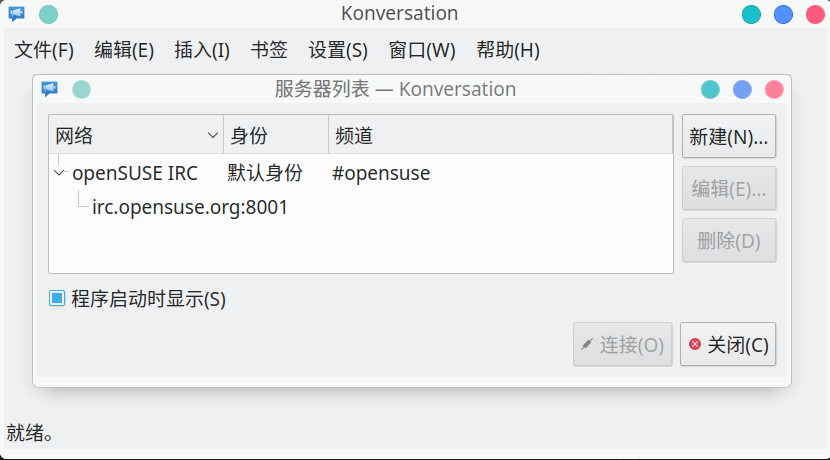 Konversation
文件(F) 编辑(E) 插入(I) 书签 设置(S) 窗口(W) 帮助(H)
服务器列表 — Konversation
网络 身份 频道 新建(N)...
openSUSE IRC 默认身份 #opensuse 编辑(E)...
irc.opensuse.org:8001
删除(D)
程序启动时显示(S)
连接(O) 关闭(C)
就绪。